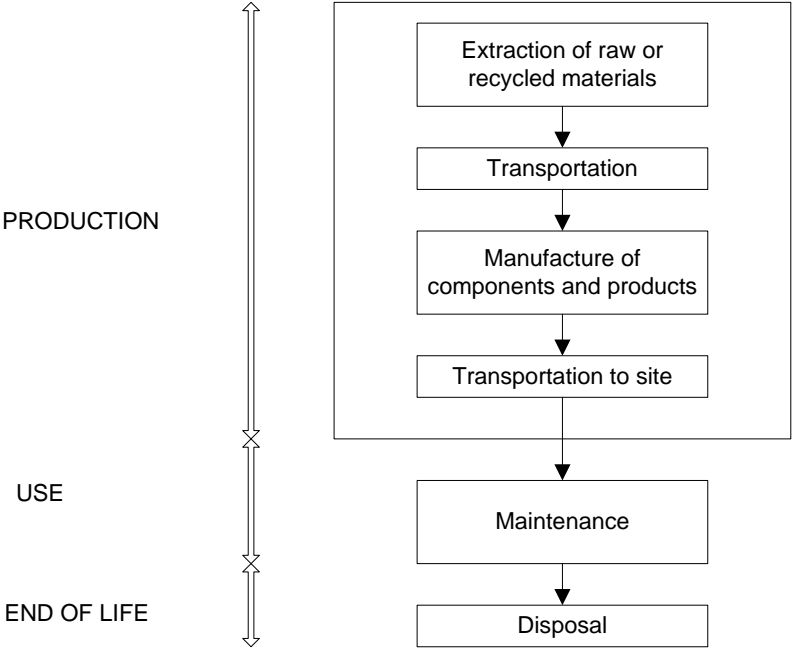 Extraction of raw or
recycled materials
Transportation
PRODUCTION
Manufacture of
components and products
Transportation to site
USE
Maintenance
END OF LIFE
Disposal